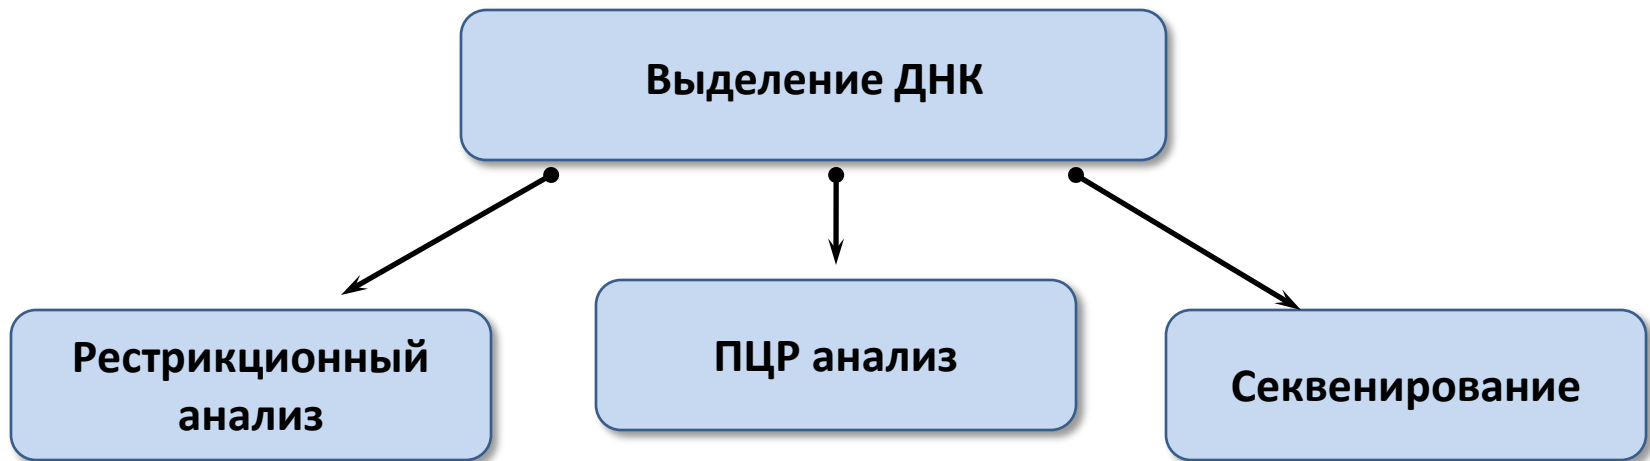 Выделение ДНК
Рестрикционный
анализ
ПЦР анализ
Секвенирование